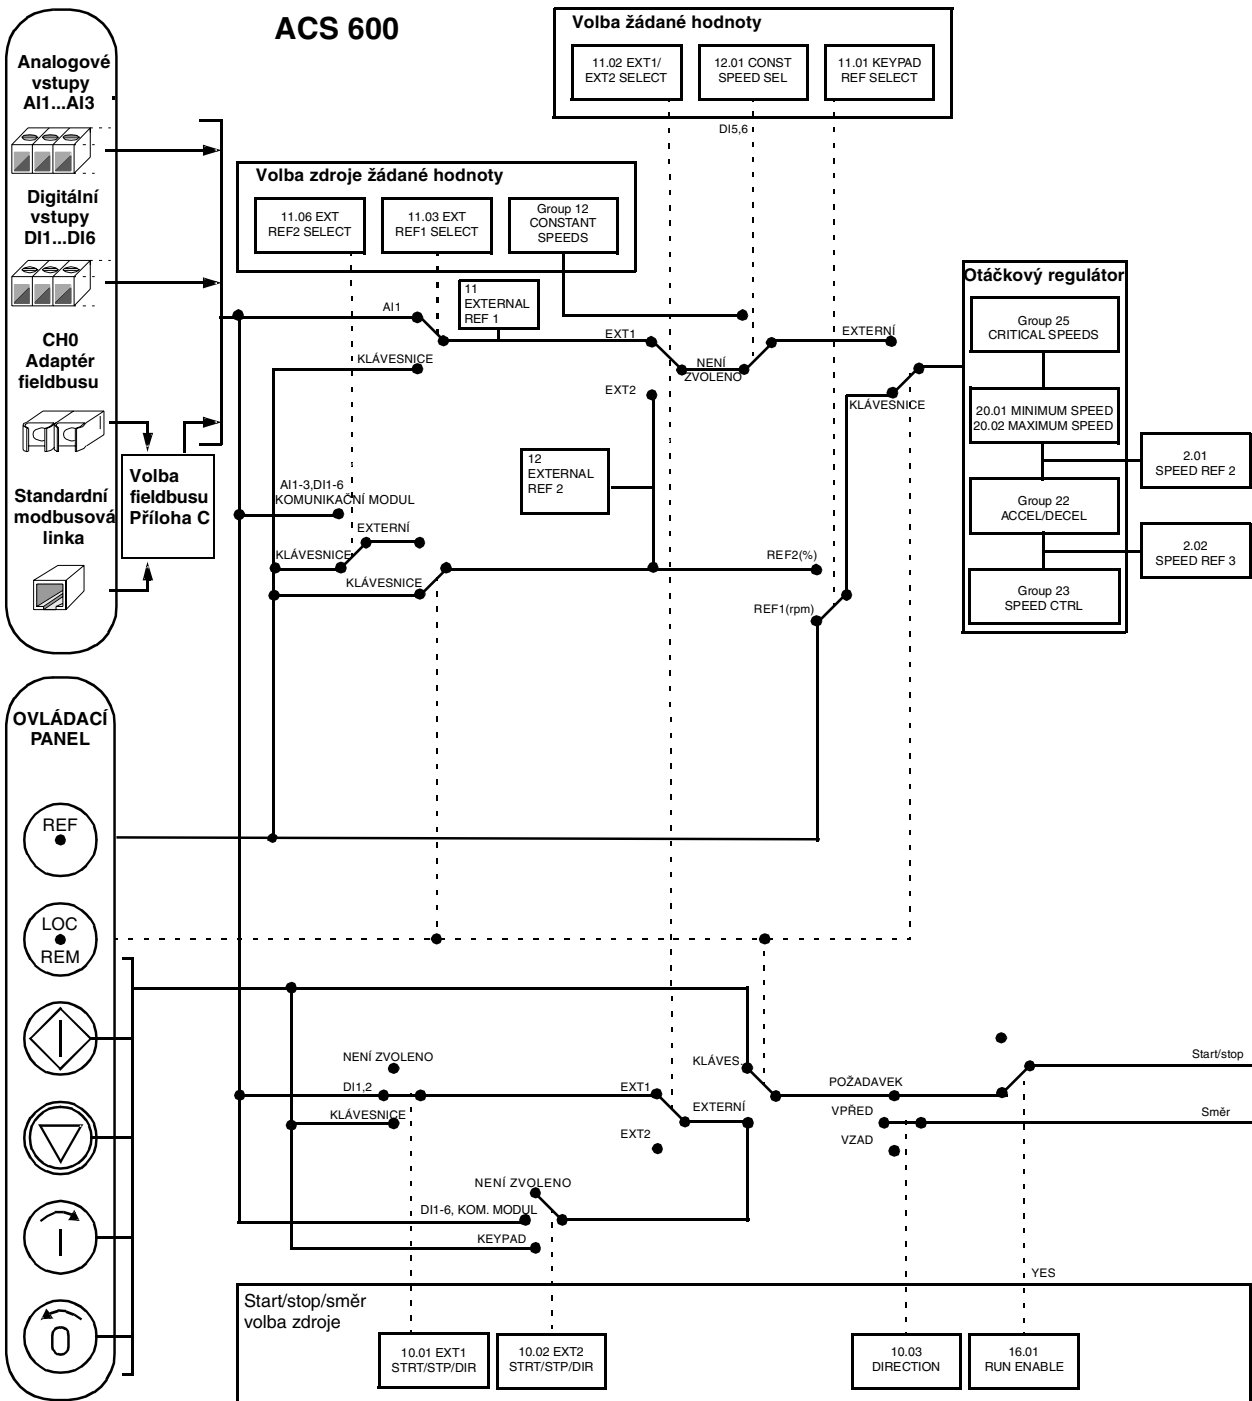 ACS 600
Volba žádané hodnoty
11.02 EXT1/
EXT2 SELECT
12.01 CONST
SPEED SEL
11.01 KEYPAD
REF SELECT
DI5,6
Analogové
vstupy
AI1...AI3
Digitální
vstupy
DI1...DI6
CH0
Adaptér
fieldbusu
Standardní
modbusová
linka
Volba
fieldbusu
Příloha C
Volba zdroje žádané hodnoty
11.06 EXT
REF2 SELECT
11.03 EXT
REF1 SELECT
Group 12
CONSTANT
SPEEDS
AI1
11
EXTERNAL
REF 1
KLÁVESNICE
EXT1
NENÍ
ZVOLENO
EXTERNÍ
EXT2
KLÁVESNICE
12
EXTERNAL
REF 2
AI1-3,DI1-6
KOMUNIKAČNÍ MODUL
EXTERNÍ
KLÁVESNICE
KLÁVESNICE
REF2(%)
REF1(rpm)
Otáčkový regulátor
Group 25
CRITICAL SPEEDS
20.01 MINIMUM SPEED
20.02 MAXIMUM SPEED
2.01
SPEED REF 2
Group 22
ACCEL/DECEL
2.02
SPEED REF 3
Group 23
SPEED CTRL
OVLÁDACÍ
PANEL
REF
LOC
REM
I
I
0
NENÍ ZVOLENO
DI1,2
KLÁVESNICE
EXT1
EXT2
KLÁVES.
EXTERNÍ
POŽADAVEK
VPŘED
VZAD
Start/stop
Směr
NENÍ ZVOLENO
DI1-6, KOM. MODUL
KEYPAD
YES
Start/stop/směr
volba zdroje
10.01 EXT1
STRT/STP/DIR
10.02 EXT2
STRT/STP/DIR
10.03
DIRECTION
16.01
RUN ENABLE